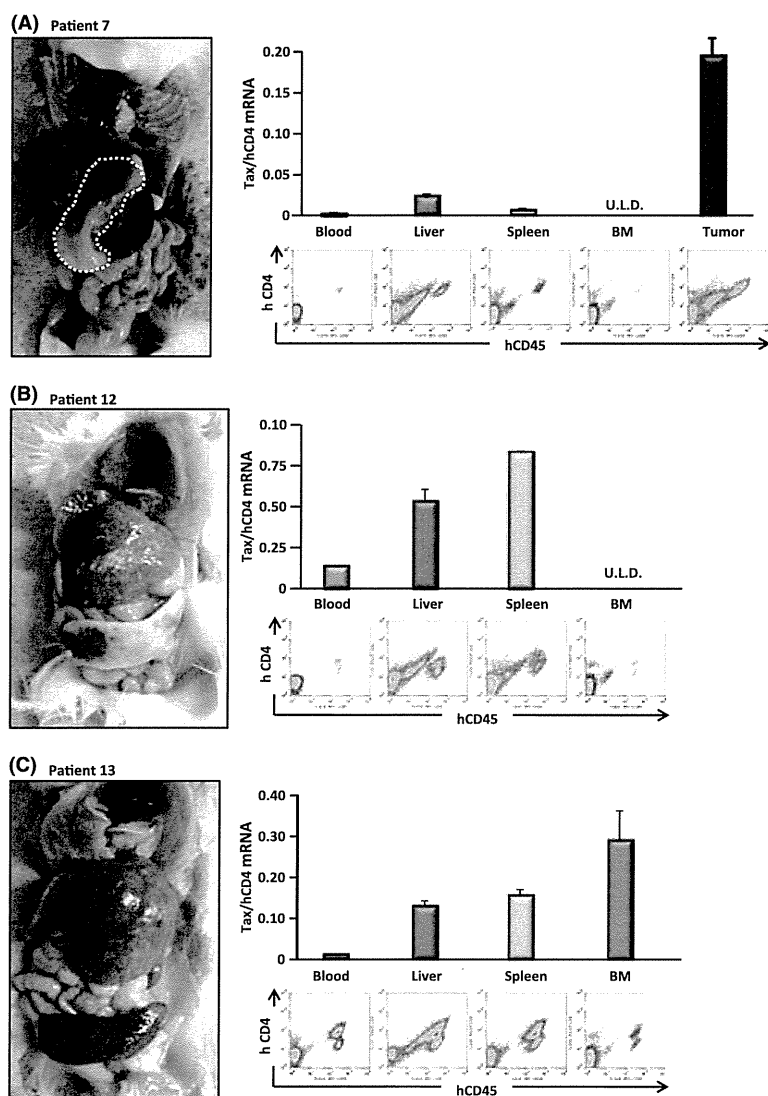 (A) Patient 7
Tax/hCD4 mRNA
0.20
0.15
0.10
0.05
0
U.L.D.
Blood Liver Spleen BM Tumor
h CD4
hCD45
(B) Patient 12
Tax/hCD4 mRNA
0.10
0.75
0.50
0.25
0
U.L.D.
Blood Liver Spleen BM
h CD4
hCD45
(C) Patient 13
Tax/hCD4 mRNA
0.40
0.30
0.20
0.10
0
Blood Liver Spleen BM
h CD4
hCD45